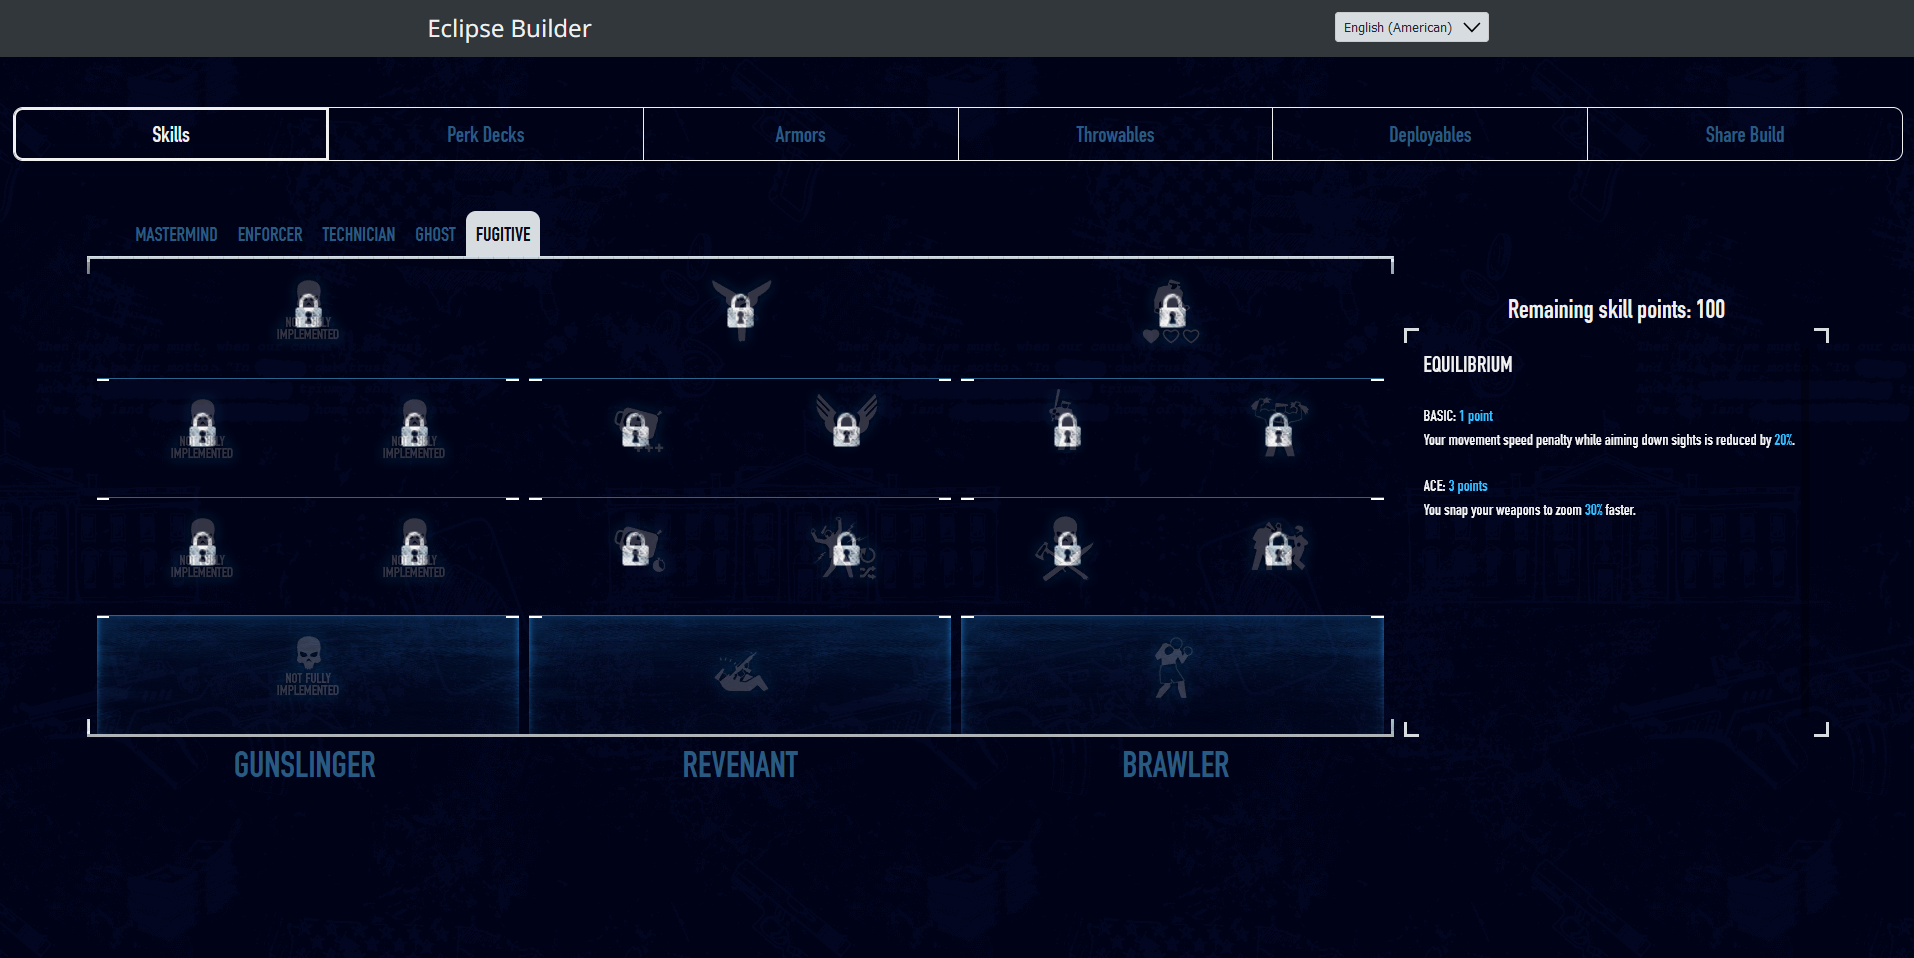 Eclipse Builder
English (American)
Skills
Perk Decks
Armors
Throwables
Deployables
Share Build
MASTERMIND
ENFORCER
TECHNICIAN
GHOST
FUGITIVE
NOT FULLY
IMPLEMENTED
NOT FULLY
IMPLEMENTED
NOT FULLY
IMPLEMENTED
NOT FULLY
IMPLEMENTED
NOT FULLY
IMPLEMENTED
NOT FULLY
IMPLEMENTED
GUNSLINGER
REVENANT
BRAWLER
Remaining skill points: 100
EQUILIBRIUM
BASIC: 1 point
Your movement speed penalty while aiming down sights is reduced by 20%.
ACE: 3 points
You snap your weapons to zoom 30% faster.